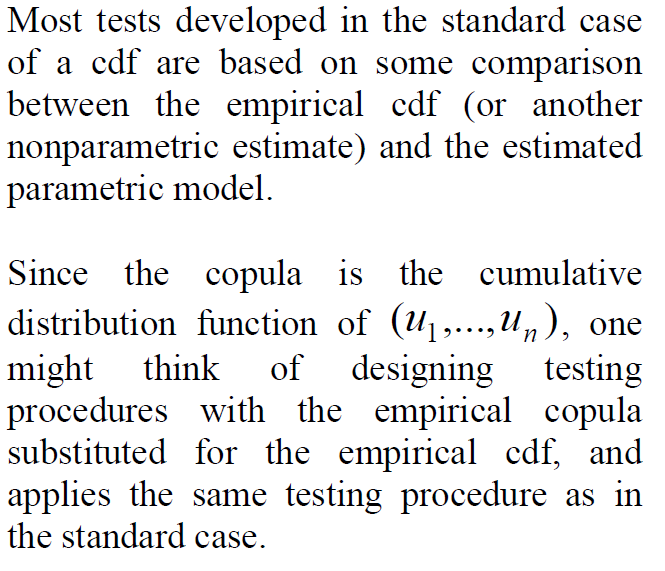 Most tests developed in the standard case
of a cdf are based on some comparison
between the empirical cdf (or another
nonparametric estimate) and the estimated
parametric model.
Since the copula is the cumulative
distribution function of (u₁,...,uₙ), one
might think of designing testing
procedures with the empirical copula
substituted for the empirical cdf, and
applies the same testing procedure as in
the standard case.